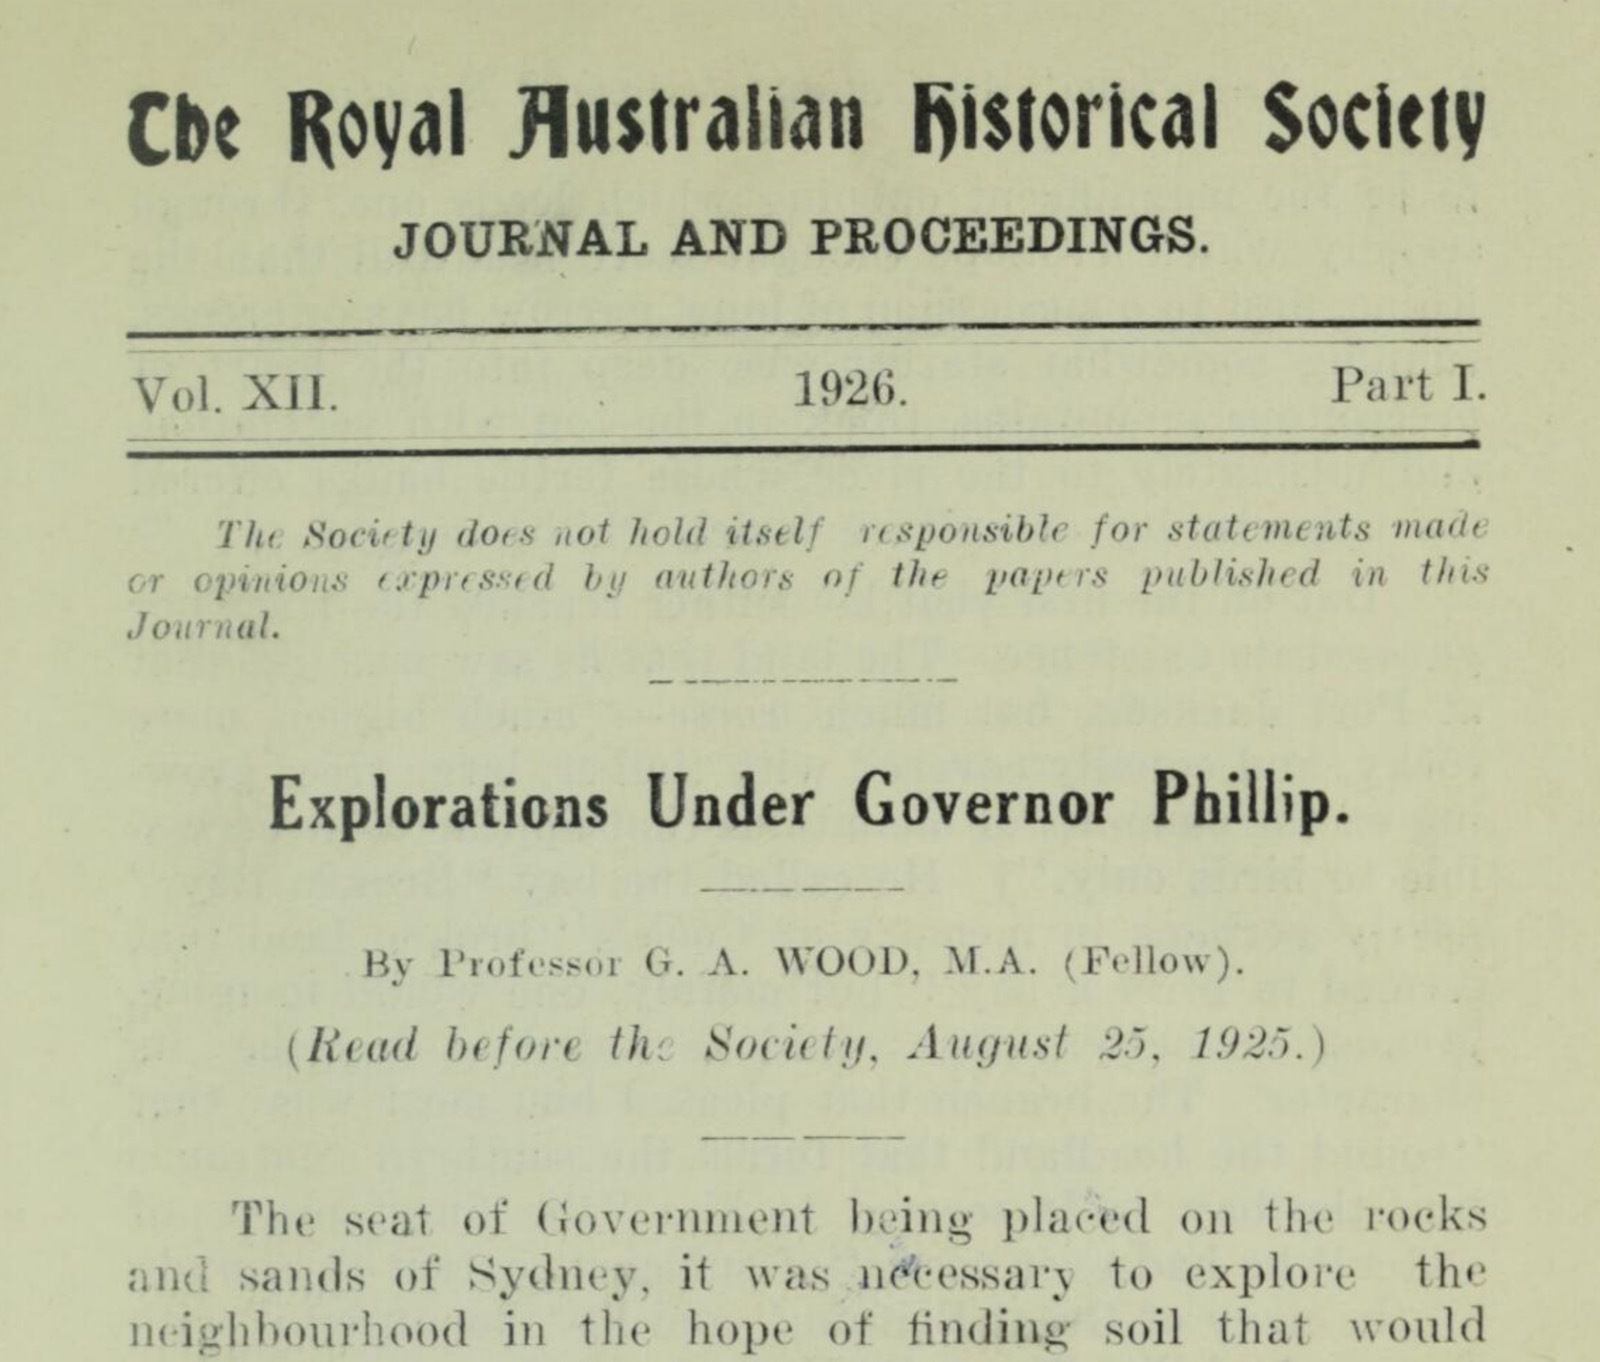 The Royal Australian Historical Society
JOURNAL AND PROCEEDINGS.
Vol. XII. 1926. Part I.
The Society does not hold itself responsible for statements made
or opinions expressed by authors of the papers published in this
Journal.
Explorations Under Governor Phillip.
By Professor G. A. WOOD, M.A. (Fellow).
(Read before the Society, August 25, 1925.)
The seat of Government being placed on the rocks
and sands of Sydney, it was necessary to explore the
neighbourhood in the hope of finding soil that would